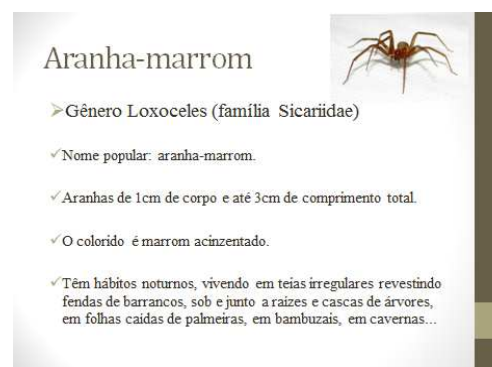 Aranha-marrom
Gênero Loxoceles (família Sicariidae)
Nome popular: aranha-marrom.
Aranhas de 1cm de corpo e até 3cm de comprimento total.
O colorido é marrom acinzentado.
Têm hábitos noturnos, vivendo em teias irregulares revestindo
fendas de barrancos, sob e junto a raízes e cascas de árvores,
em folhas caidas de palmeiras, em bambuzais, em cavernas...